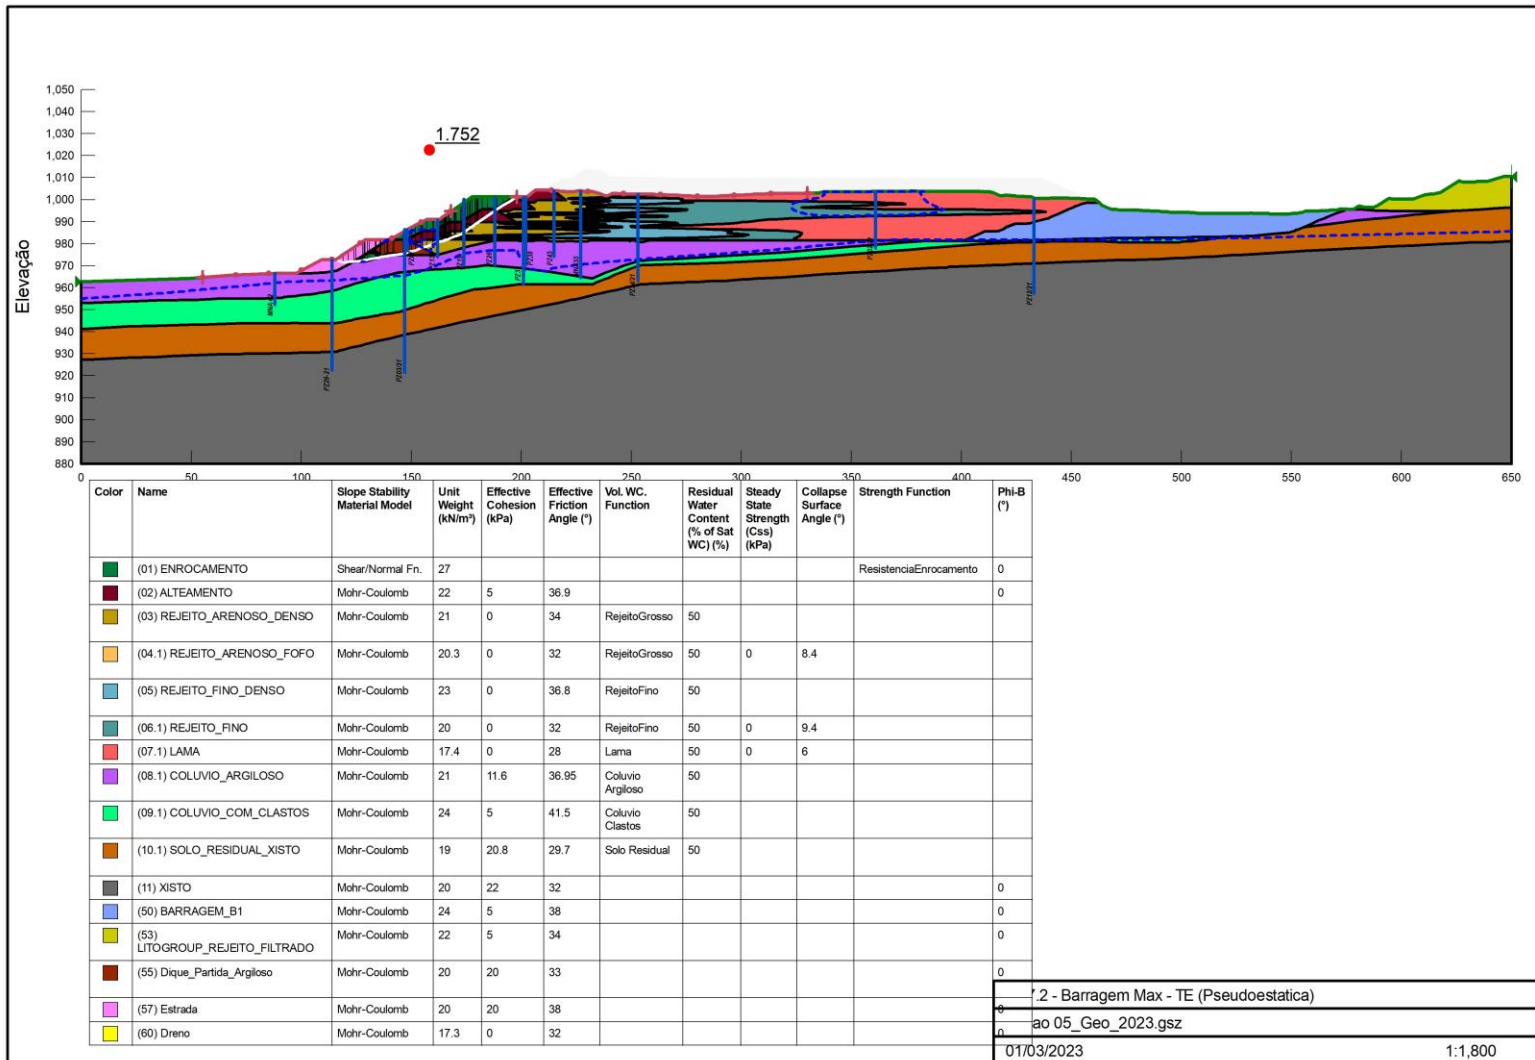 1.752
Elevação
1,050
1,040
1,030
1,020
1,010
1,000
990
980
970
960
950
940
930
920
910
900
890
880
PZ28-21
PZ03/21
PZ12/21
0 50 100 150 200 250 300 350 400 450 500 550 600 650
Color Name Slope Stability Material Model Unit Weight (kN/m³) Effective Cohesion (kPa) Effective Friction Angle (°) Vol. WC. Function Residual Water Content (% of Sat WC) (%) Steady State Strength (Css) (kPa) Collapse Surface Angle (°) Strength Function Phi-B (°)
(01) ENROCAMENTO Shear/Normal Fn. 27 ResistenciaEnrocamento 0
(02) ALTEAMENTO Mohr-Coulomb 22 5 36.9 0
(03) REJEITO_ARENOSO_DENSO Mohr-Coulomb 21 0 34 RejeitoGrosso 50
(04.1) REJEITO_ARENOSO_FOFO Mohr-Coulomb 20.3 0 32 RejeitoGrosso 50 0 8.4
(05) REJEITO_FINO_DENSO Mohr-Coulomb 23 0 36.8 RejeitoFino 50
(06.1) REJEITO_FINO Mohr-Coulomb 20 0 32 RejeitoFino 50 0 9.4
(07.1) LAMA Mohr-Coulomb 17.4 0 28 Lama 50 0 6
(08.1) COLUVIO_ARGILOSO Mohr-Coulomb 21 11.6 36.95 Coluvio Argiloso 50
(09.1) COLUVIO_COM_CLASTOS Mohr-Coulomb 24 5 41.5 Coluvio Clastos 50
(10.1) SOLO_RESIDUAL_XISTO Mohr-Coulomb 19 20.8 29.7 Solo Residual 50
(11) XISTO Mohr-Coulomb 20 22 32 0
(50) BARRAGEM_B1 Mohr-Coulomb 24 5 38 0
(53) LITOGROUP_REJEITO_FILTRADO Mohr-Coulomb 22 5 34 0
(55) Dique_Partida_Argiloso Mohr-Coulomb 20 20 33 0
(57) Estrada Mohr-Coulomb 20 20 38 0
(60) Dreno Mohr-Coulomb 17.3 0 32 0
7.2 - Barragem Max - TE (Pseudoestatica)
ao 05_Geo_2023.gsz
01/03/2023 1:1,800